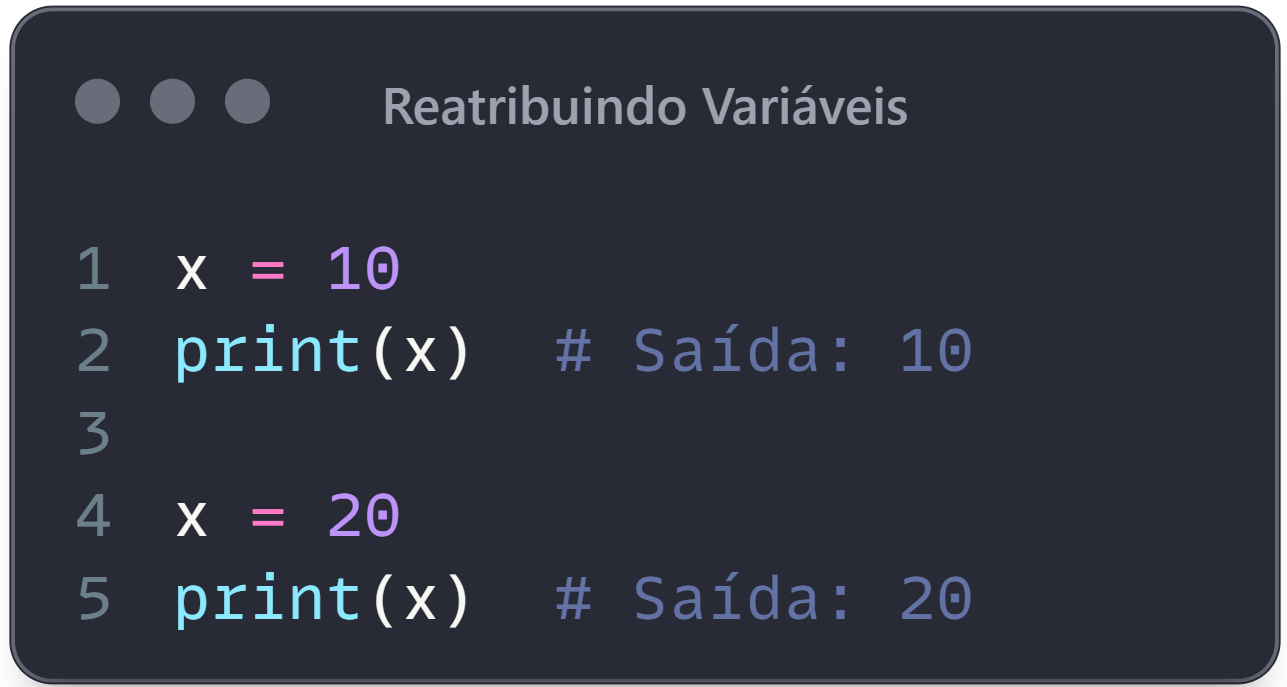 Reatribuindo Variáveis
1 x = 10
2 print(x)  # Saída: 10
3
4 x = 20
5 print(x)  # Saída: 20